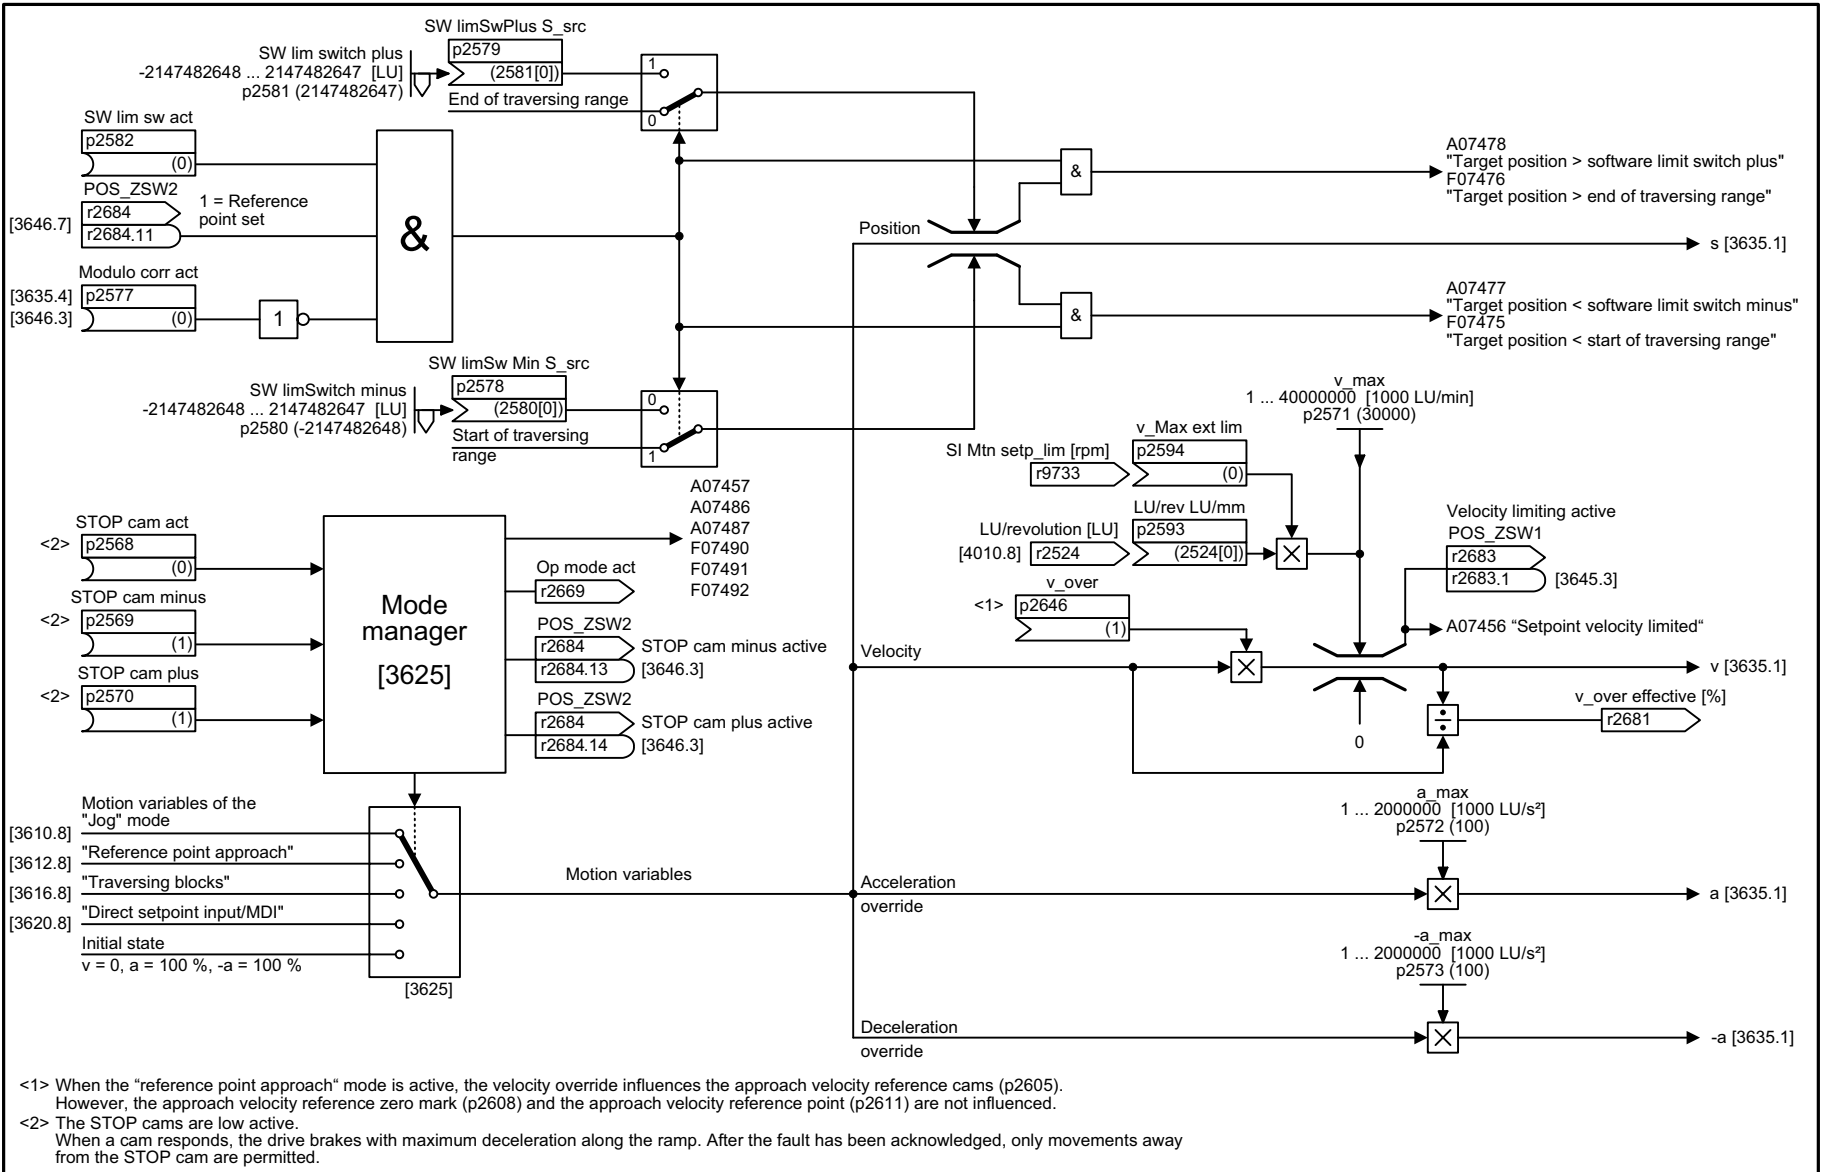 SW limSwPlus S_src
SW lim switch plus
-2147482648 ... 2147482647 [LU]
p2581 (2147482647)
p2579
(2581[0])
End of traversing range
1
0
SW lim sw act
p2582
(0)
POS_ZSW2
r2684
r2684.11
[3646.7]
1 = Reference
point set
Modulo corr act
[3635.4]
p2577
[3646.3]
(0)
1
&
&
A07478
"Target position > software limit switch plus"
F07476
"Target position > end of traversing range"
Position
s [3635.1]
&
A07477
"Target position < software limit switch minus"
F07475
"Target position < start of traversing range"
SW limSw Min S_src
SW limSwitch minus
-2147482648 ... 2147482647 [LU]
p2580 (-2147482648)
p2578
(2580[0])
Start of traversing
range
0
1
v_max
1 ... 40000000 [1000 LU/min]
p2571 (30000)
v_Max ext lim
SI Mtn setp_lim [rpm]
r9733
p2594
(0)
LU/rev LU/mm
LU/revolution [LU]
[4010.8]
r2524
p2593
(2524[0])
v_over
<1>
p2646
(1)
Velocity limiting active
POS_ZSW1
r2683
r2683.1
[3645.3]
A07456 “Setpoint velocity limited“
Velocity
v [3635.1]
0
÷
v_over effective [%]
r2681
A07457
A07486
A07487
F07490
F07491
F07492
STOP cam act
<2>
p2568
(0)
STOP cam minus
<2>
p2569
(1)
STOP cam plus
<2>
p2570
(1)
Mode
manager
[3625]
Op mode act
r2669
POS_ZSW2
r2684
r2684.13
STOP cam minus active
[3646.3]
POS_ZSW2
r2684
r2684.14
STOP cam plus active
[3646.3]
Motion variables of the
"Jog" mode
[3610.8]
"Reference point approach"
[3612.8]
"Traversing blocks"
[3616.8]
"Direct setpoint input/MDI"
[3620.8]
Initial state
v = 0, a = 100 %, -a = 100 %
[3625]
Motion variables
a_max
1 ... 2000000 [1000 LU/s²]
p2572 (100)
Acceleration
override
a [3635.1]
-a_max
1 ... 2000000 [1000 LU/s²]
p2573 (100)
Deceleration
override
-a [3635.1]
<1> When the “reference point approach“ mode is active, the velocity override influences the approach velocity reference cams (p2605).
However, the approach velocity reference zero mark (p2608) and the approach velocity reference point (p2611) are not influenced.
<2> The STOP cams are low active.
When a cam responds, the drive brakes with maximum deceleration along the ramp. After the fault has been acknowledged, only movements away
from the STOP cam are permitted.